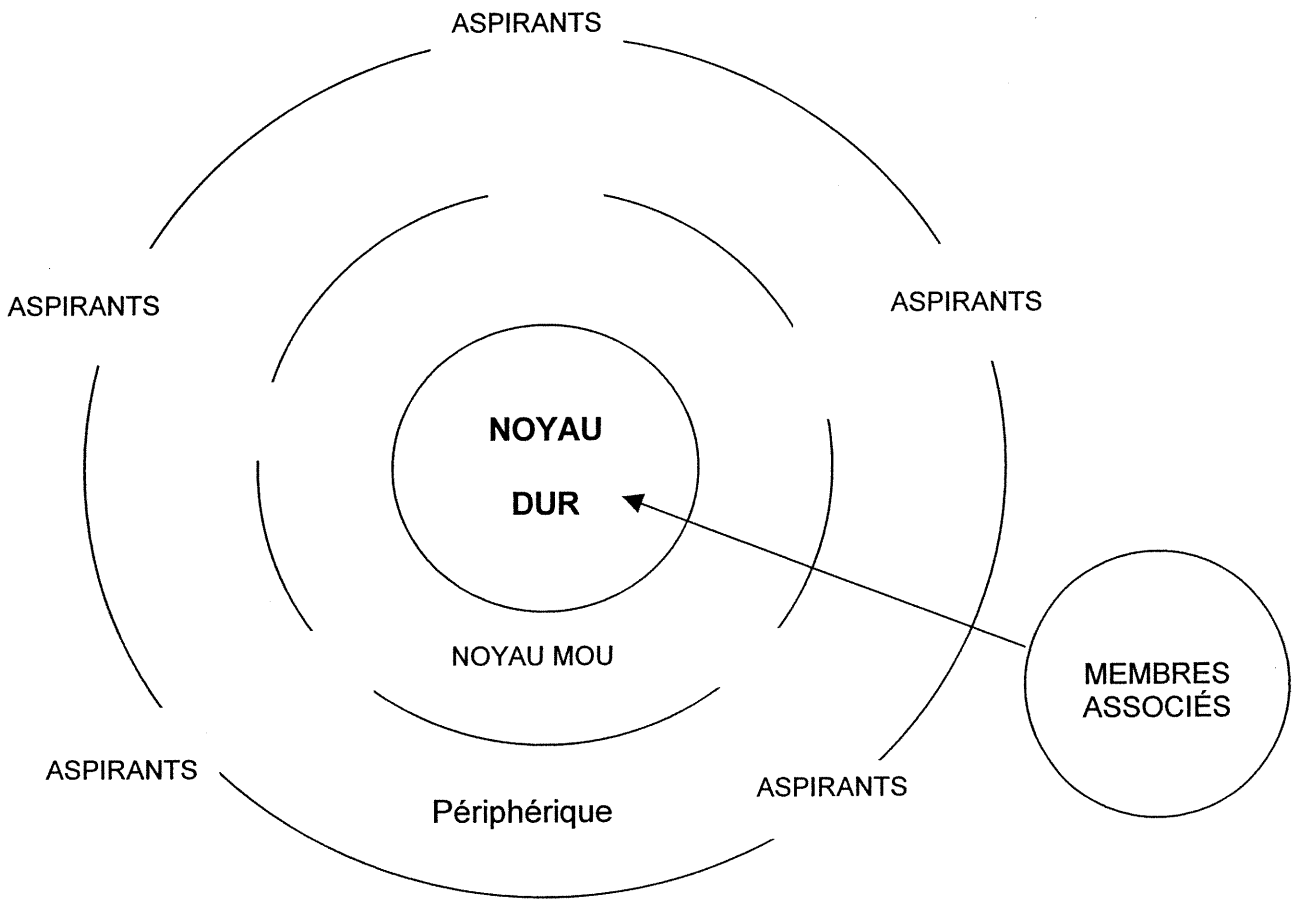 ASPIRANTS
ASPIRANTS
ASPIRANTS
NOYAU
DUR
NOYAU MOU
MEMBRES
ASSOCIÉS
ASPIRANTS
ASPIRANTS
Périphérique